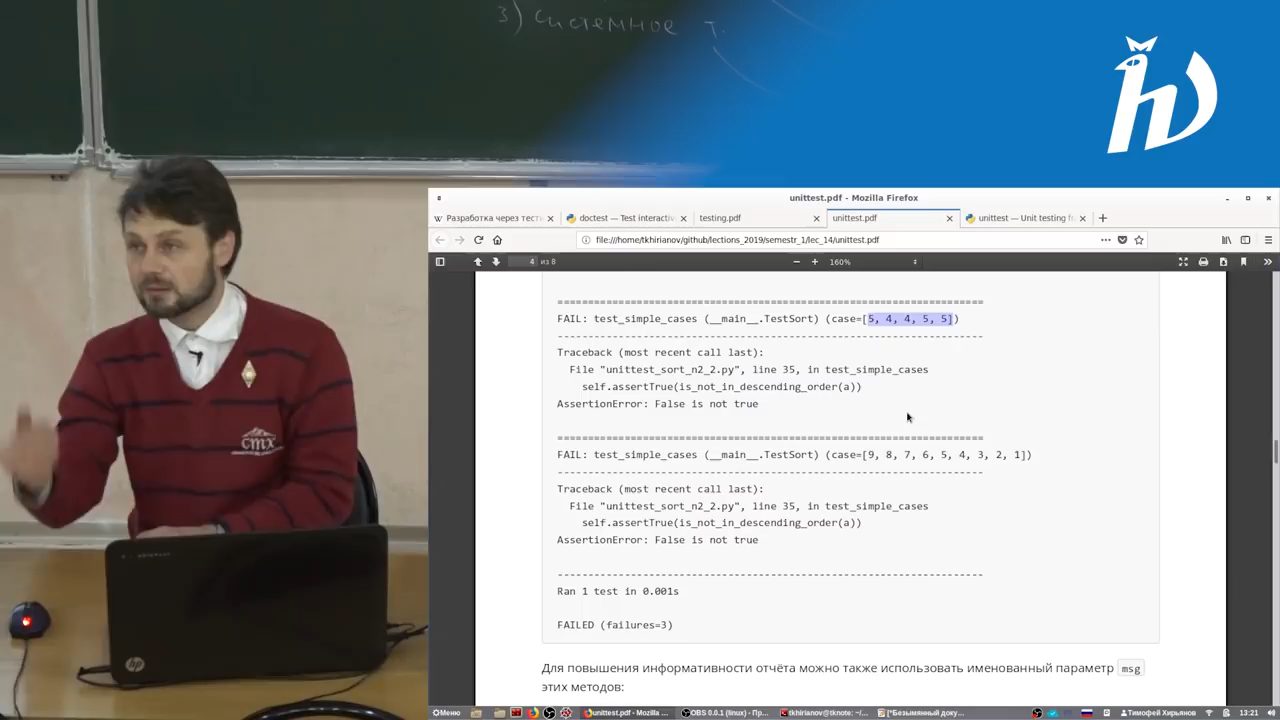 3) системное т.
unittest.pdf - Mozilla Firefox
W Разработка через тести
doctest — Test interactiv
testing.pdf
unittest.pdf
unittest — Unit testing fr
file:///home/tkhirianov/github/lections_2019/semestr_1/lec_14/unittest.pdf
4 из 8
160%
======================================================================
FAIL: test_simple_cases (__main__.TestSort) (case=[5, 4, 4, 5, 5])
----------------------------------------------------------------------
Traceback (most recent call last):
File "unittest_sort_n2_2.py", line 35, in test_simple_cases
self.assertTrue(is_not_in_descending_order(a))
AssertionError: False is not true
======================================================================
FAIL: test_simple_cases (__main__.TestSort) (case=[9, 8, 7, 6, 5, 4, 3, 2, 1])
----------------------------------------------------------------------
Traceback (most recent call last):
File "unittest_sort_n2_2.py", line 35, in test_simple_cases
self.assertTrue(is_not_in_descending_order(a))
AssertionError: False is not true
----------------------------------------------------------------------
Ran 1 test in 0.001s
FAILED (failures=3)
Для повышения информативности отчёта можно также использовать именованный параметр msg
этих методов:
Меню
unittest.pdf - Mozilla ...
OBS 0.0.1 (linux) - Пр...
tkhirianov@tknote: ~/...
*Безымянный доку...
Тимофей Хирьянов
13:21
смх
hp